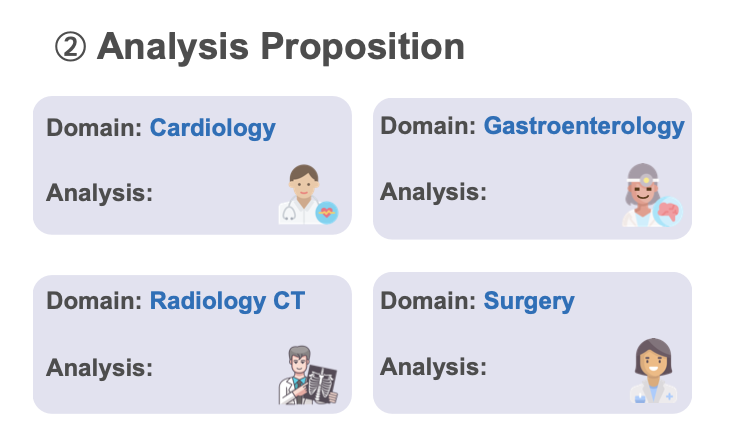 ② Analysis Proposition
Domain: Cardiology
Analysis:
Domain: Gastroenterology
Analysis:
Domain: Radiology CT
Analysis:
Domain: Surgery
Analysis: